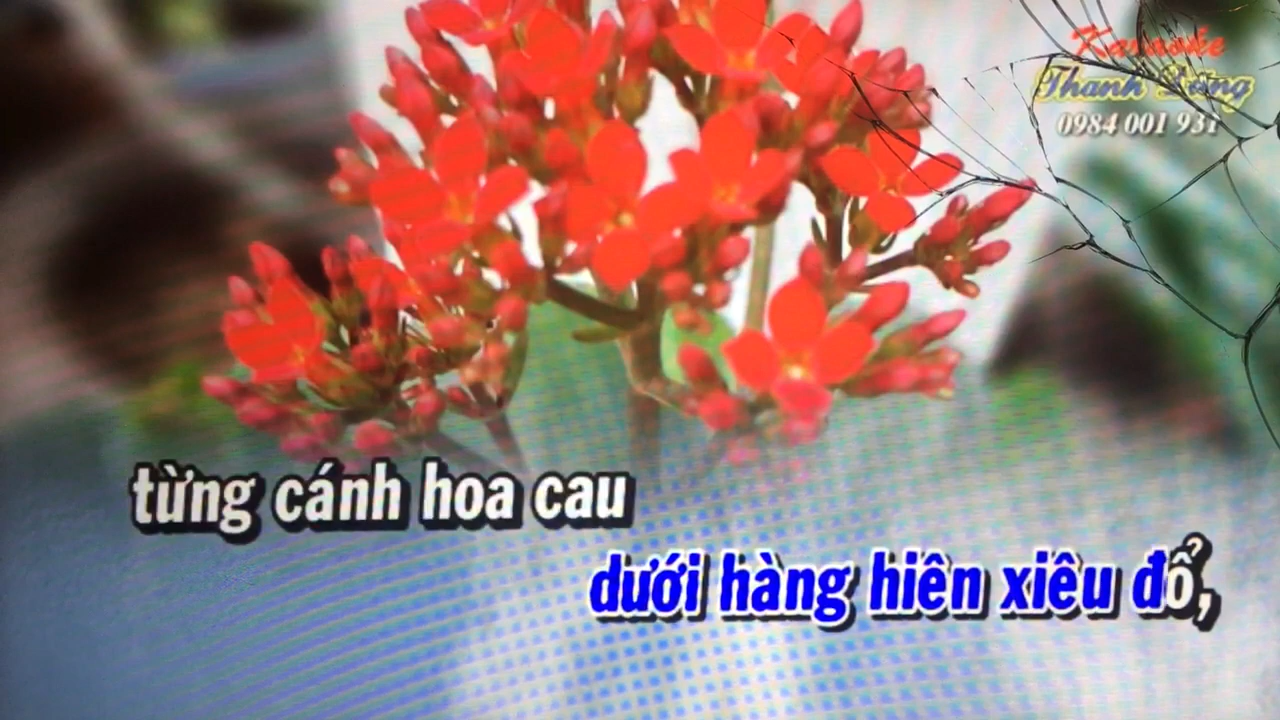 Karaoke
Thanh
0984 001 931
từng cánh hoa cau
dưới hàng hiên xiêu đổ,